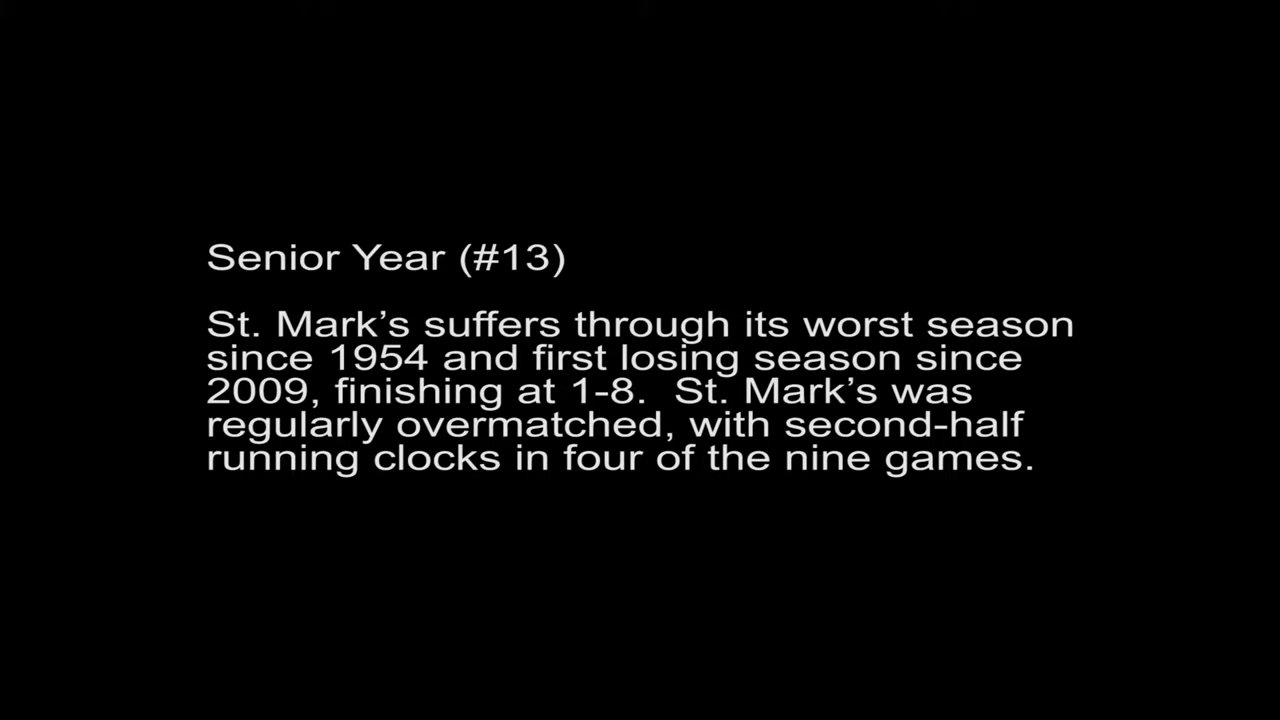 Senior Year (#13)
St. Mark’s suffers through its worst season
since 1954 and first losing season since
2009, finishing at 1-8.  St. Mark’s was
regularly overmatched, with second-half
running clocks in four of the nine games.